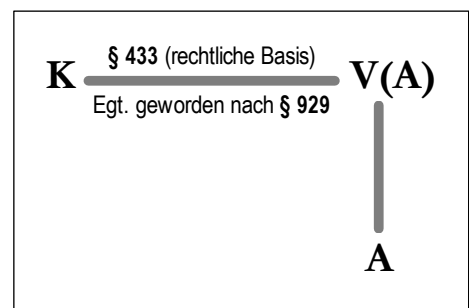 § 433 (rechtliche Basis)
K V(A)
Egt. geworden nach § 929
A